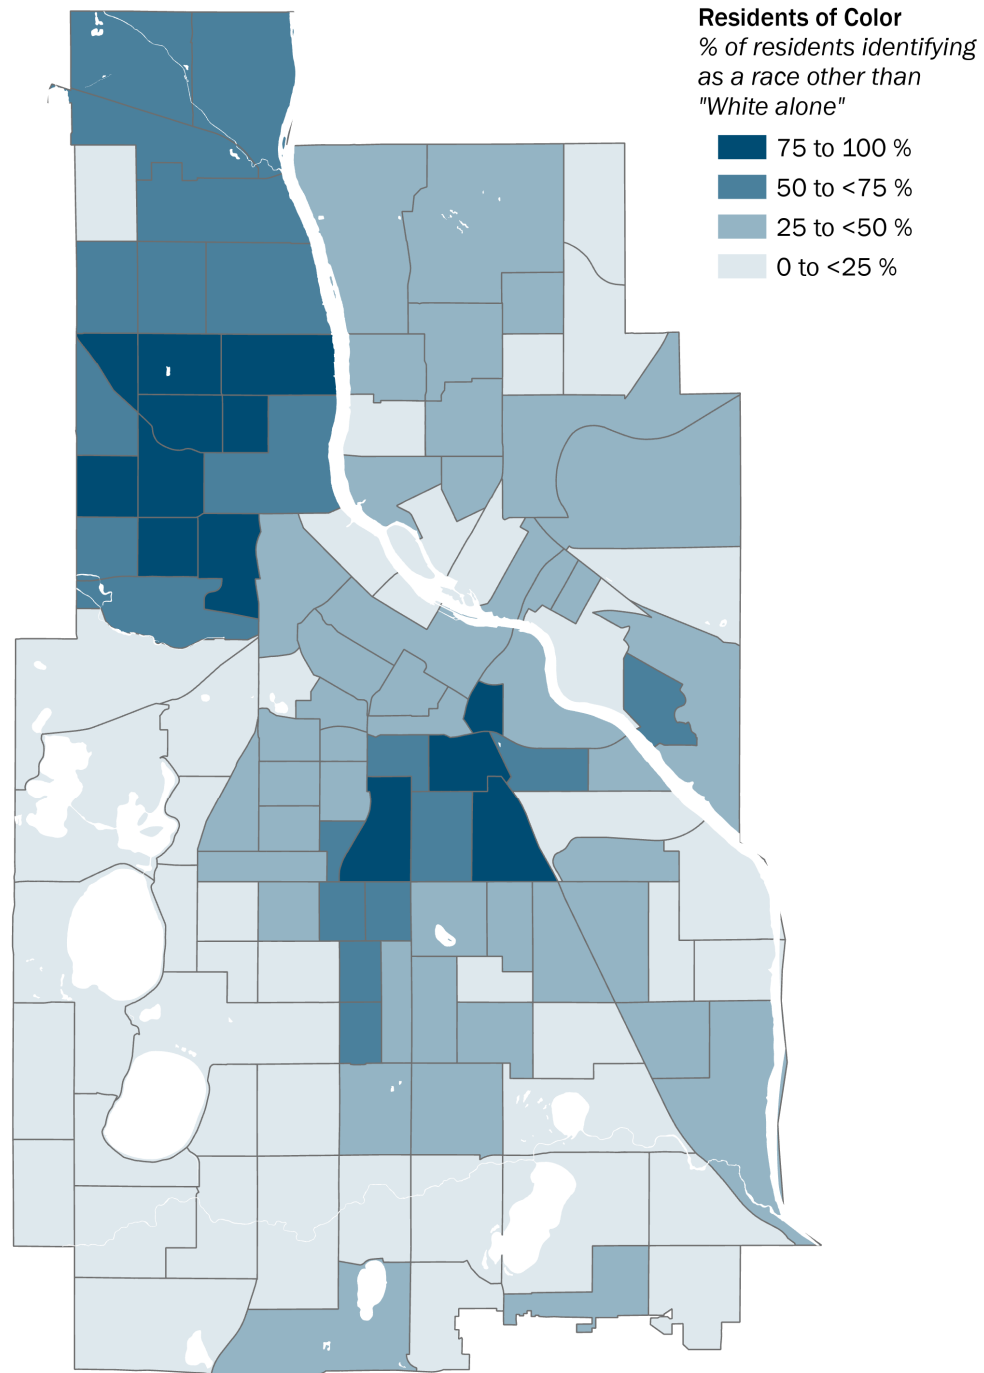 Residents of Color
% of residents identifying
as a race other than
"White alone"
75 to 100 %
50 to <75 %
25 to <50 %
0 to <25 %